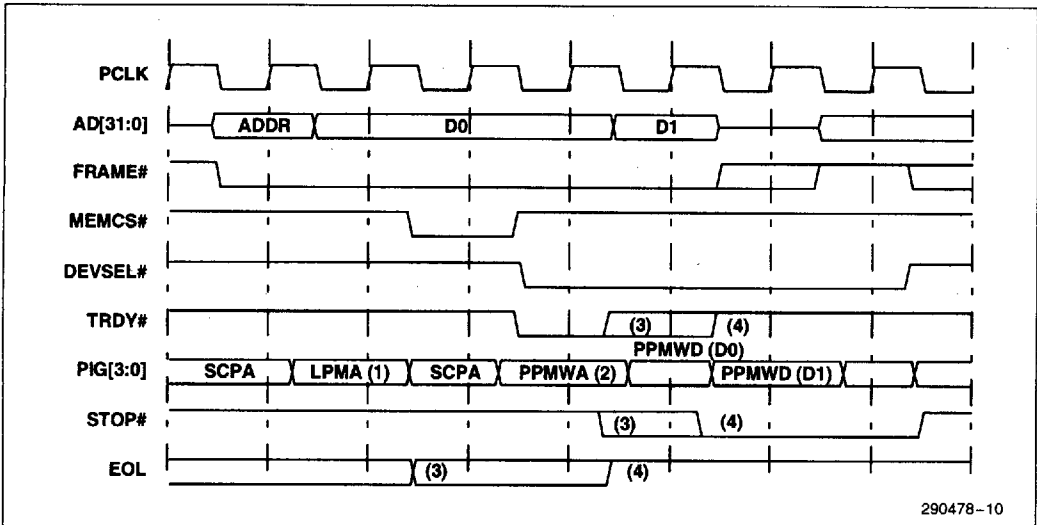 PCLK
AD[31:0] ADDR D0 D1
FRAME#
MEMCS#
DEVSEL#
TRDY# (3) (4)
PPMWD (D0)
PIG[3:0] SCPA LPMA (1) SCPA PPMWA (2) PPMWD (D1)
STOP# (3) (4)
EOL (3) (4)
290478-10